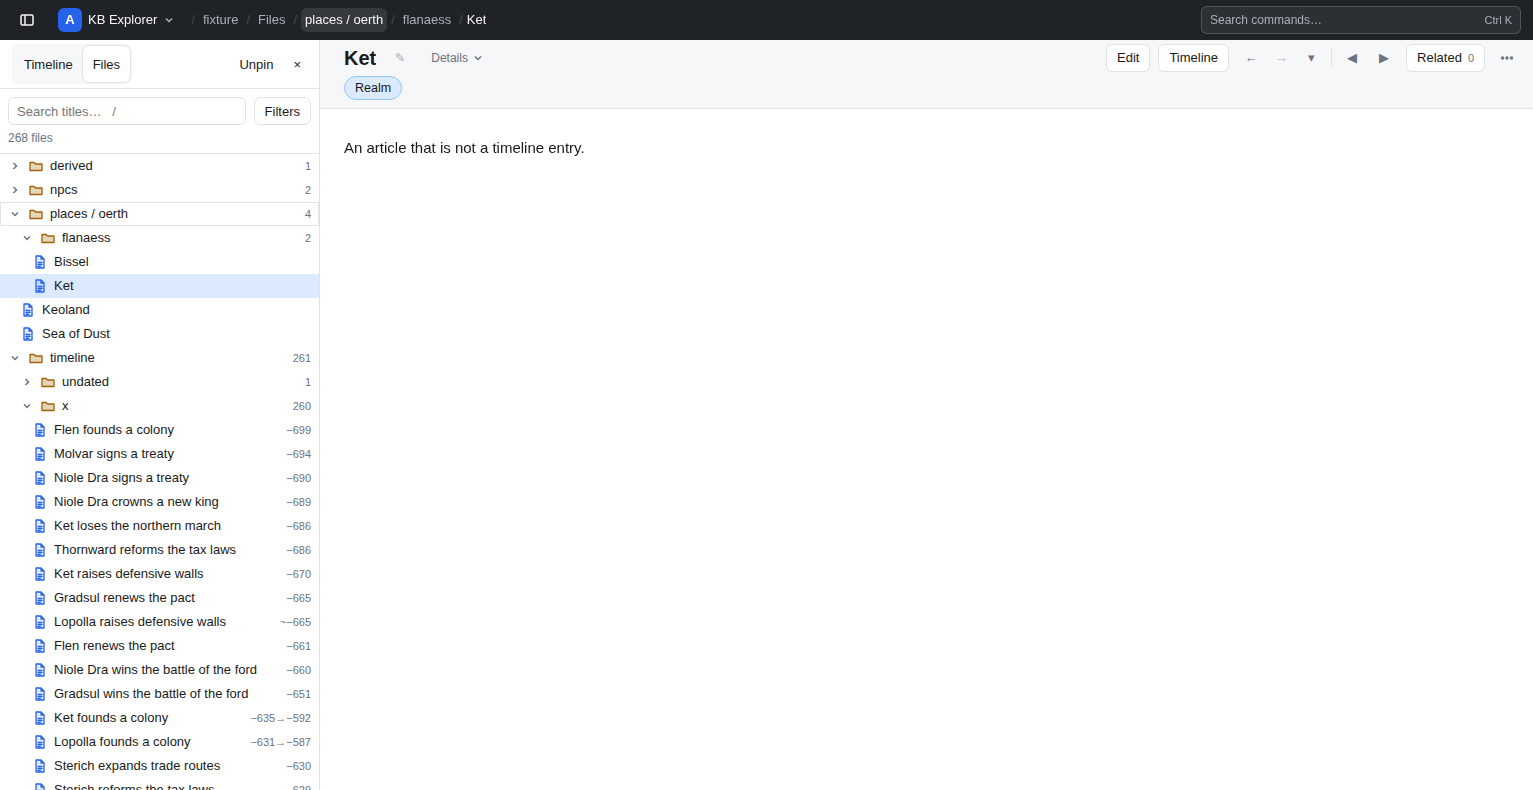 A KB Explorer / fixture / Files / places / oerth / flanaess / Ket Search commands… Ctrl K
Timeline Files Unpin ×
Search titles… / Filters
268 files
derived 1
npcs 2
places / oerth 4
flanaess 2
Bissel
Ket
Keoland
Sea of Dust
timeline 261
undated 1
x 260
Flen founds a colony −699
Molvar signs a treaty −694
Niole Dra signs a treaty −690
Niole Dra crowns a new king −689
Ket loses the northern march −686
Thornward reforms the tax laws −686
Ket raises defensive walls −670
Gradsul renews the pact −665
Lopolla raises defensive walls ~−665
Flen renews the pact −661
Niole Dra wins the battle of the ford −660
Gradsul wins the battle of the ford −651
Ket founds a colony −635→−592
Lopolla founds a colony −631→−587
Sterich expands trade routes −630
Sterich reforms the tax laws −629
Ket ✎ Details Edit Timeline ← → ▾ ◀ ▶ Related 0 •••
Realm
An article that is not a timeline entry.